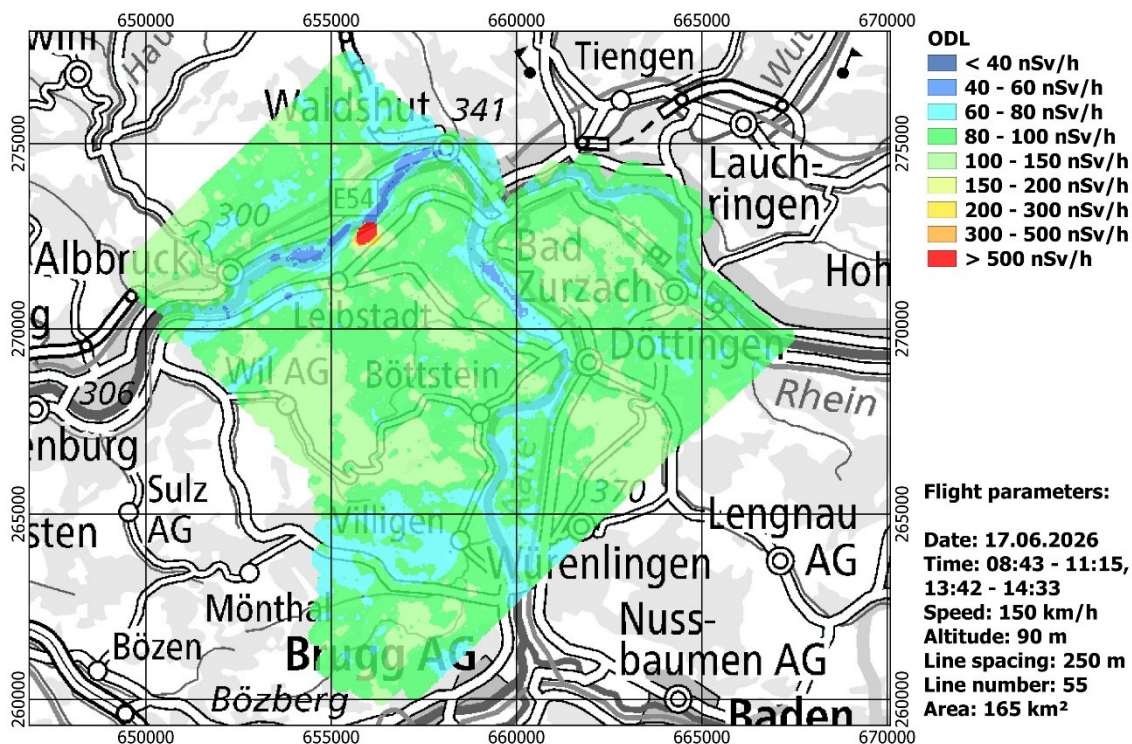 650000 655000 660000 665000 670000
Tiengen
Wut
Hau
Waldshut 341
275000 275000
Lauch-
ringen
E54
300
Albbruck
Bad
Zurzach
Hoh
270000 270000
Leibstadt
Döttingen
Wil AG
Böttstein
306
Rhein
enburg
370
Sulz
AG
265000 265000
Villigen
Lengnau
AG
sten
Würenlingen
Mönthal
Nuss-
baumen AG
Bözen
Brugg AG
Bözberg
Baden
260000 260000
650000 655000 660000 665000 670000
ODL
< 40 nSv/h
40 - 60 nSv/h
60 - 80 nSv/h
80 - 100 nSv/h
100 - 150 nSv/h
150 - 200 nSv/h
200 - 300 nSv/h
300 - 500 nSv/h
> 500 nSv/h
Flight parameters:
Date: 17.06.2026
Time: 08:43 - 11:15,
13:42 - 14:33
Speed: 150 km/h
Altitude: 90 m
Line spacing: 250 m
Line number: 55
Area: 165 km²